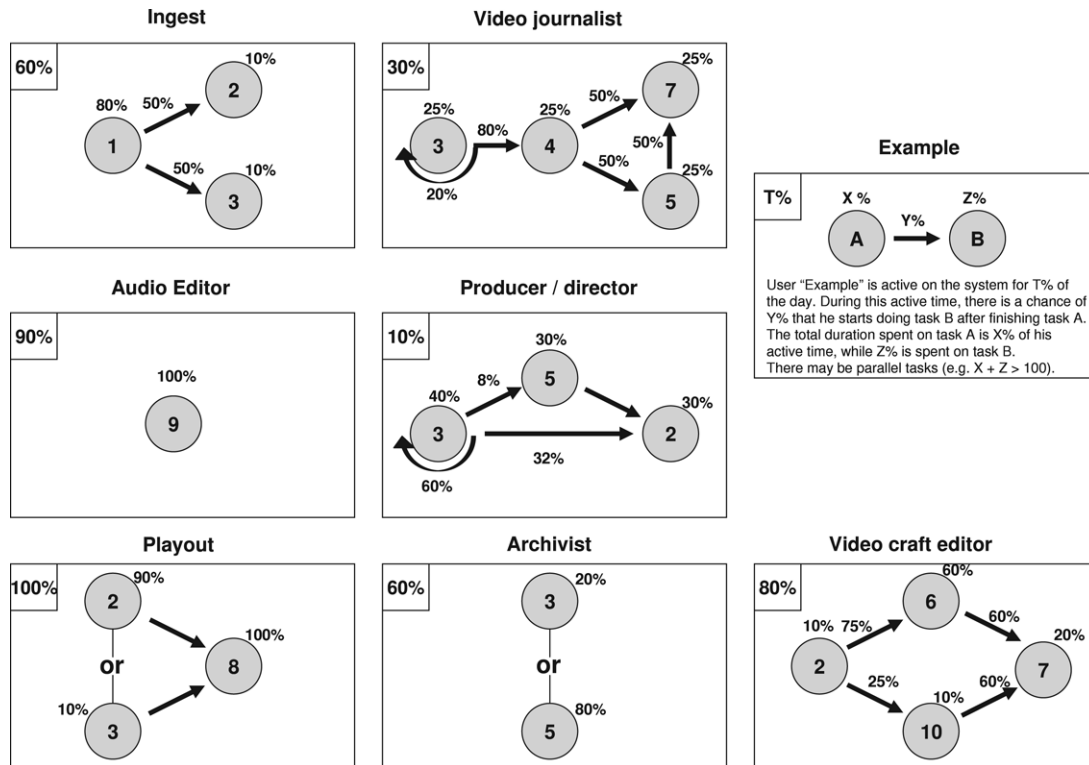 Ingest
60%
10%
2
80%
50%
1
50%
10%
3
Video journalist
30%
25%
7
25%
50%
25%
3
80%
4
50%
50%
25%
20%
5
Example
T%
X %
Z%
Y%
A
B
User “Example” is active on the system for T% of
the day. During this active time, there is a chance of
Y% that he starts doing task B after finishing task A.
The total duration spent on task A is X% of his
active time, while Z% is spent on task B.
There may be parallel tasks (e.g. X + Z > 100).
Audio Editor
90%
100%
9
Producer / director
10%
30%
5
8%
40%
30%
3
2
32%
60%
Playout
100%
90%
2
100%
or
8
10%
3
Archivist
60%
20%
3
or
80%
5
Video craft editor
80%
60%
6
10%
75%
60%
20%
2
7
25%
10%
60%
10